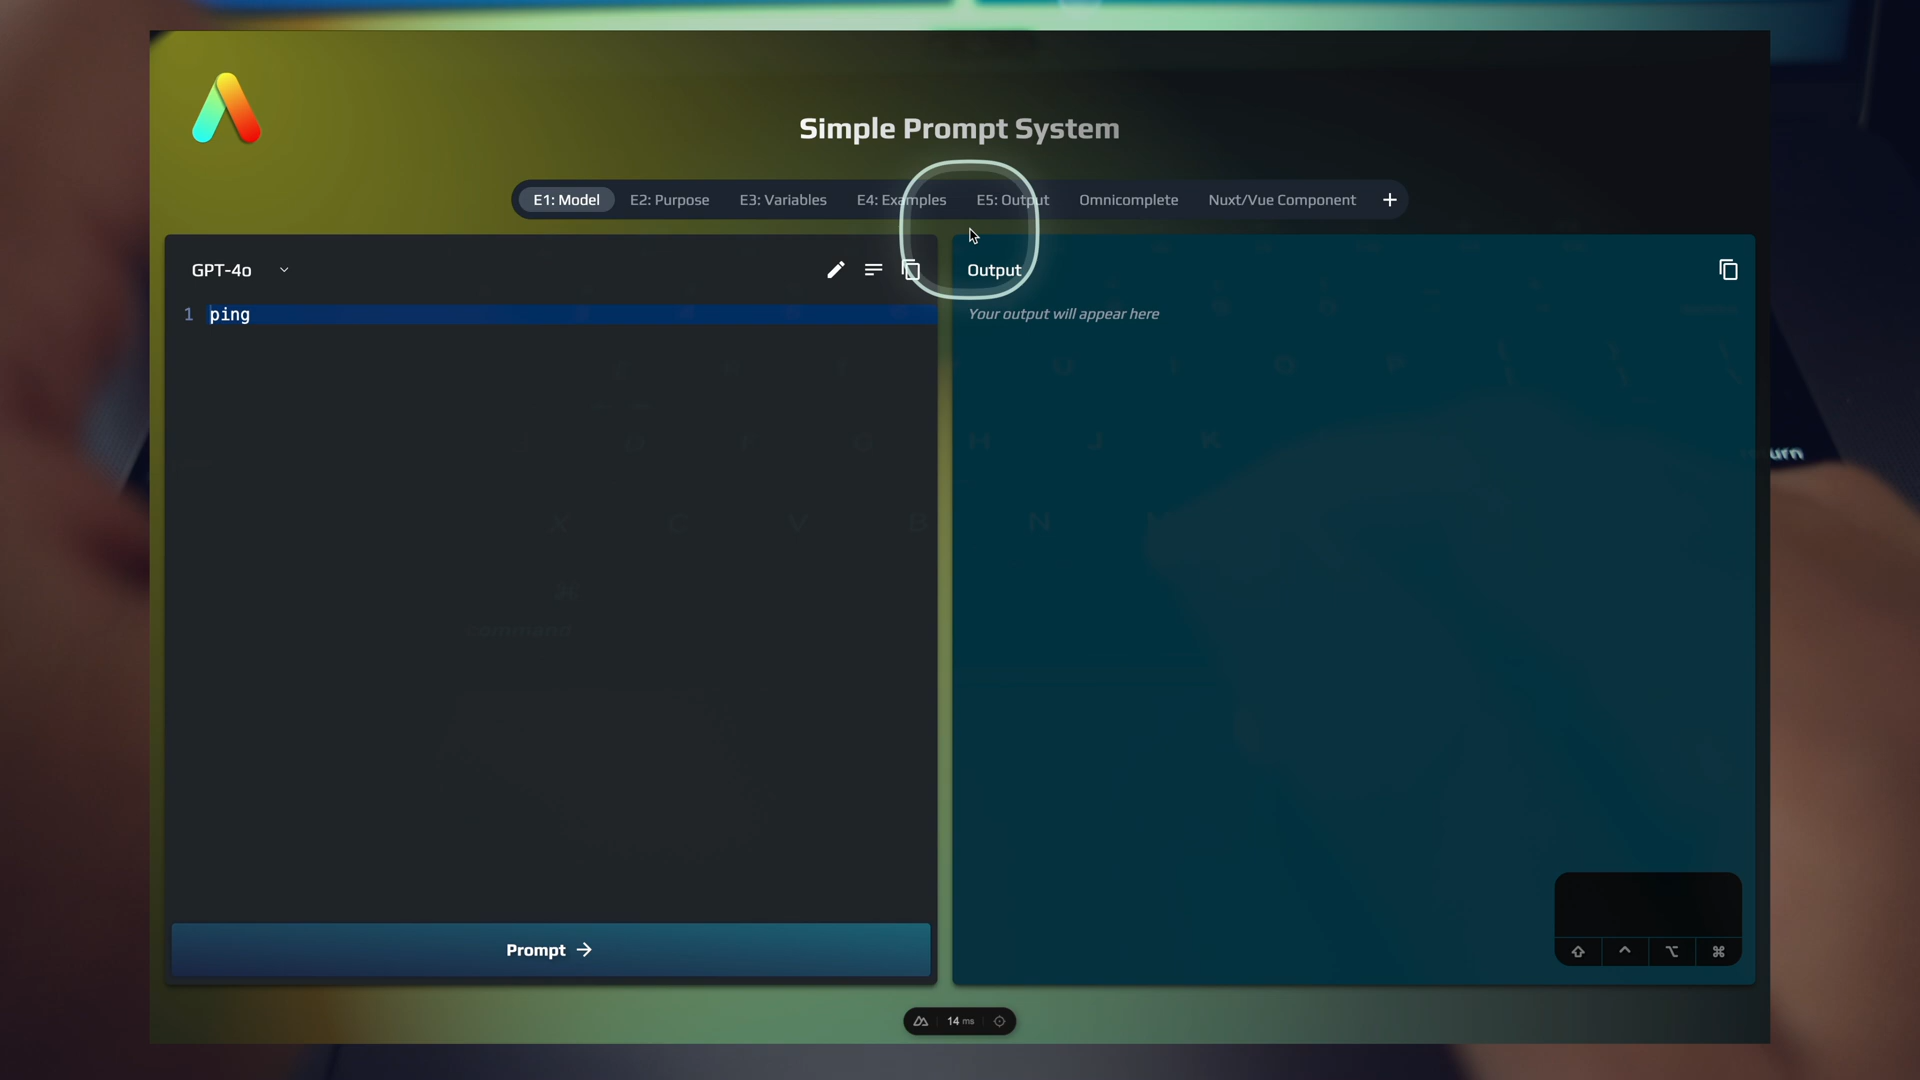 Simple Prompt System
E1: Model E2: Purpose E3: Variables E4: Examples E5: Output Omnicomplete Nuxt/Vue Component +
GPT-4o
Output
1 ping
Your output will appear here
U O P
H J K
X C V B N
command
Prompt →
14 ms